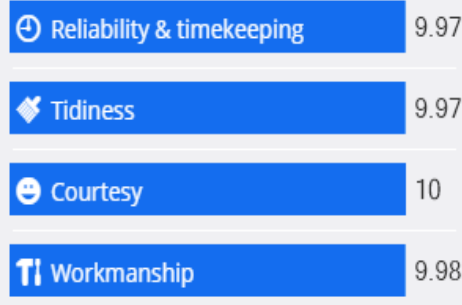 Reliability & timekeeping 9.97
Tidiness 9.97
Courtesy 10
Workmanship 9.98